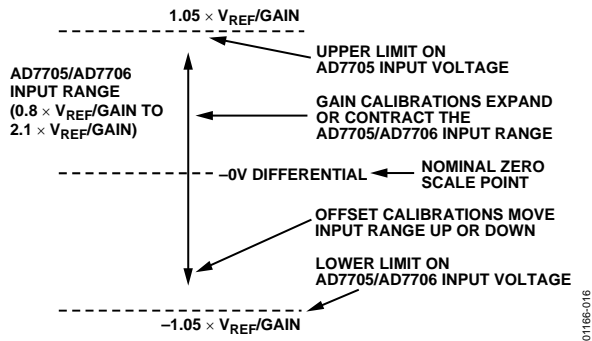 1.05 × VREF/GAIN
UPPER LIMIT ON
AD7705 INPUT VOLTAGE
AD7705/AD7706
INPUT RANGE
(0.8 × VREF/GAIN TO
2.1 × VREF/GAIN)
GAIN CALIBRATIONS EXPAND
OR CONTRACT THE
AD7705/AD7706 INPUT RANGE
–0V DIFFERENTIAL
NOMINAL ZERO
SCALE POINT
OFFSET CALIBRATIONS MOVE
INPUT RANGE UP OR DOWN
LOWER LIMIT ON
AD7705/AD7706 INPUT VOLTAGE
–1.05 × VREF/GAIN
01166-016